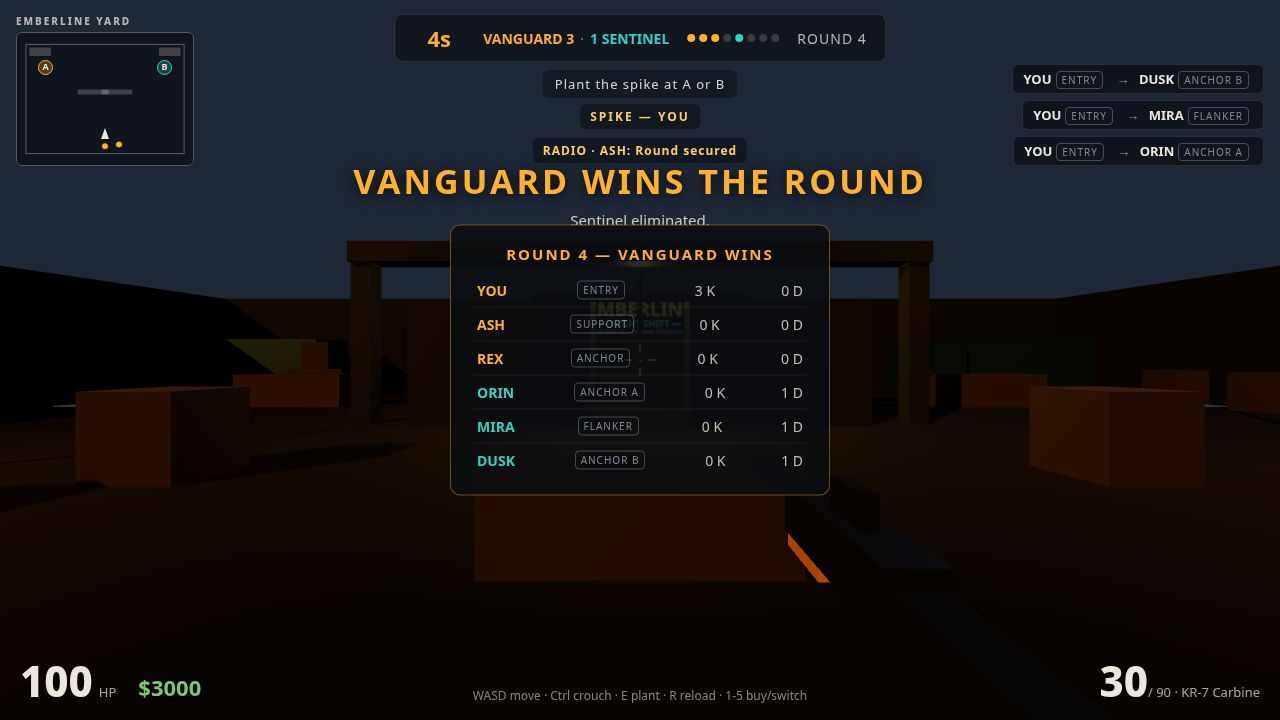 EMBERLINE YARD
A
B
4s VANGUARD 3 · 1 SENTINEL ROUND 4
Plant the spike at A or B
SPIKE — YOU
RADIO · ASH: Round secured
YOU ENTRY → DUSK ANCHOR B
YOU ENTRY → MIRA FLANKER
YOU ENTRY → ORIN ANCHOR A
VANGUARD WINS THE ROUND
Sentinel eliminated.
ROUND 4 — VANGUARD WINS
YOU ENTRY 3 K 0 D
ASH SUPPORT 0 K 0 D
REX ANCHOR 0 K 0 D
ORIN ANCHOR A 0 K 1 D
MIRA FLANKER 0 K 1 D
DUSK ANCHOR B 0 K 1 D
SHIFT —
100 HP $3000
WASD move · Ctrl crouch · E plant · R reload · 1-5 buy/switch
30 / 90 · KR-7 Carbine